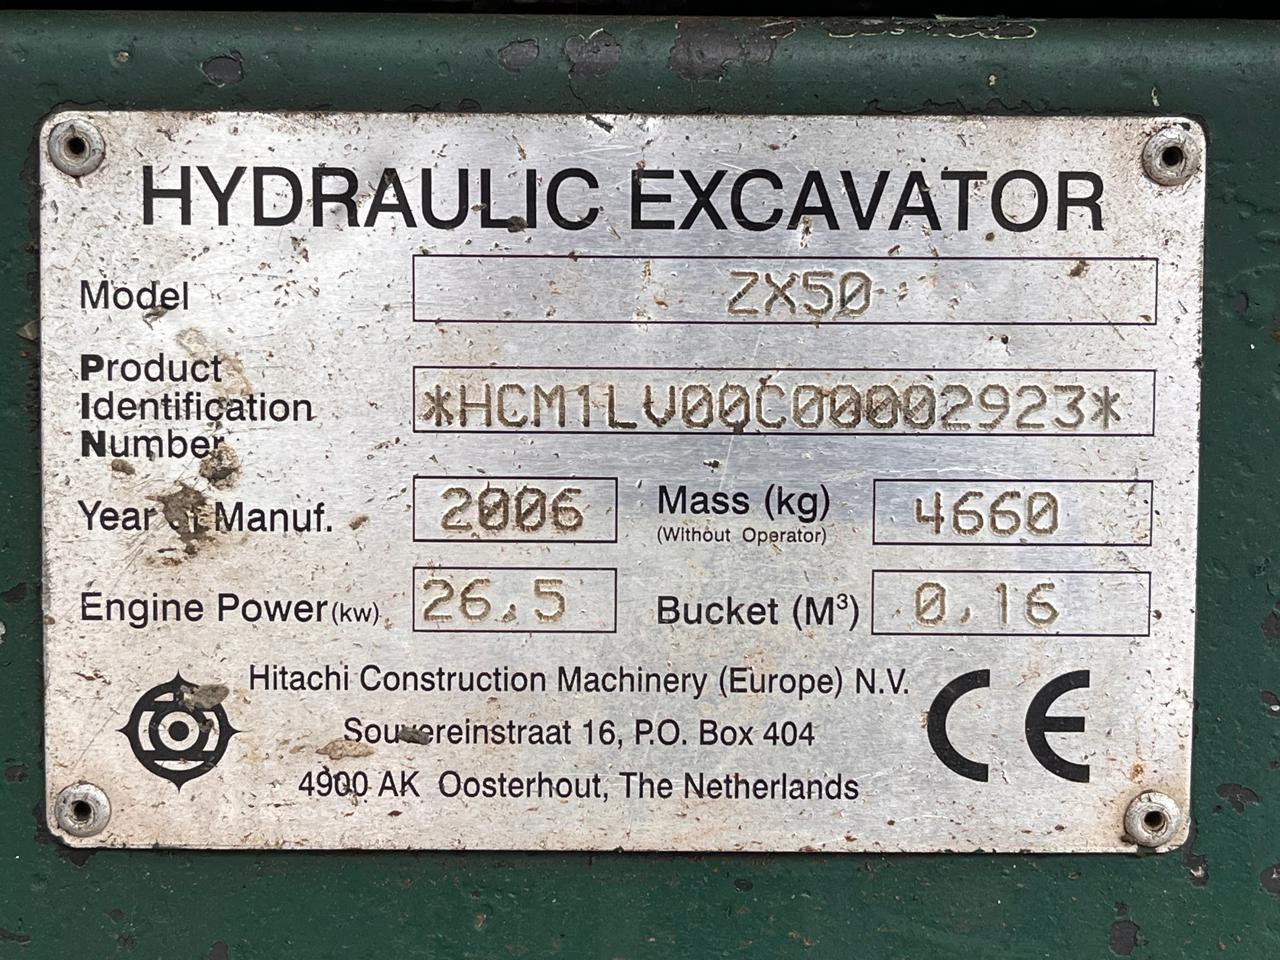 HYDRAULIC EXCAVATOR
Model ZX50
Product
Identification
Number *HCM1LV00C00002923*
Year of Manuf. 2006 Mass (kg) 4660
(Without Operator)
Engine Power (kw) 26.5 Bucket (M³) 0.16
Hitachi Construction Machinery (Europe) N.V.
Souvereinstraat 16, P.O. Box 404
4900 AK Oosterhout, The Netherlands
CE